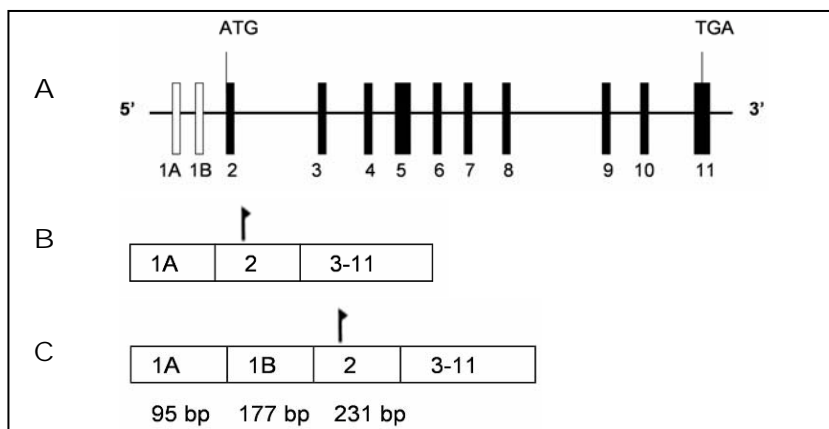 ATG TGA
A
5' 3'
1A 1B 2 3 4 5 6 7 8 9 10 11
B
1A 2 3-11
C
1A 1B 2 3-11
95 bp 177 bp 231 bp